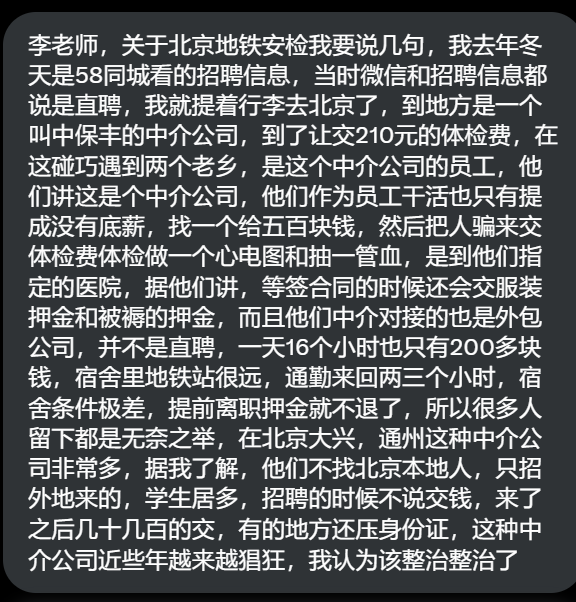 李老师，关于北京地铁安检我要说几句，我去年冬
天是58同城看的招聘信息，当时微信和招聘信息都
说是直聘，我就提着行李去北京了，到地方是一个
叫中保丰的中介公司，到了让交210元的体检费，在
这碰巧遇到两个老乡，是这个中介公司的员工，他
们讲这是个中介公司，他们作为员工干活也只有提
成没有底薪，找一个给五百块钱，然后把人骗来交
体检费体检做一个心电图和抽一管血，是到他们指
定的医院，据他们讲，等签合同的时候还会交服装
押金和被褥的押金，而且他们中介对接的也是外包
公司，并不是直聘，一天16个小时也只有200多块
钱，宿舍里地铁站很远，通勤来回两三个小时，宿
舍条件极差，提前离职押金就不退了，所以很多人
留下都是无奈之举，在北京大兴，通州这种中介公
司非常多，据我了解，他们不找北京本地人，只招
外地来的，学生居多，招聘的时候不说交钱，来了
之后几十几百的交，有的地方还压身份证，这种中
介公司近些年越来越猖狂，我认为该整治整治了